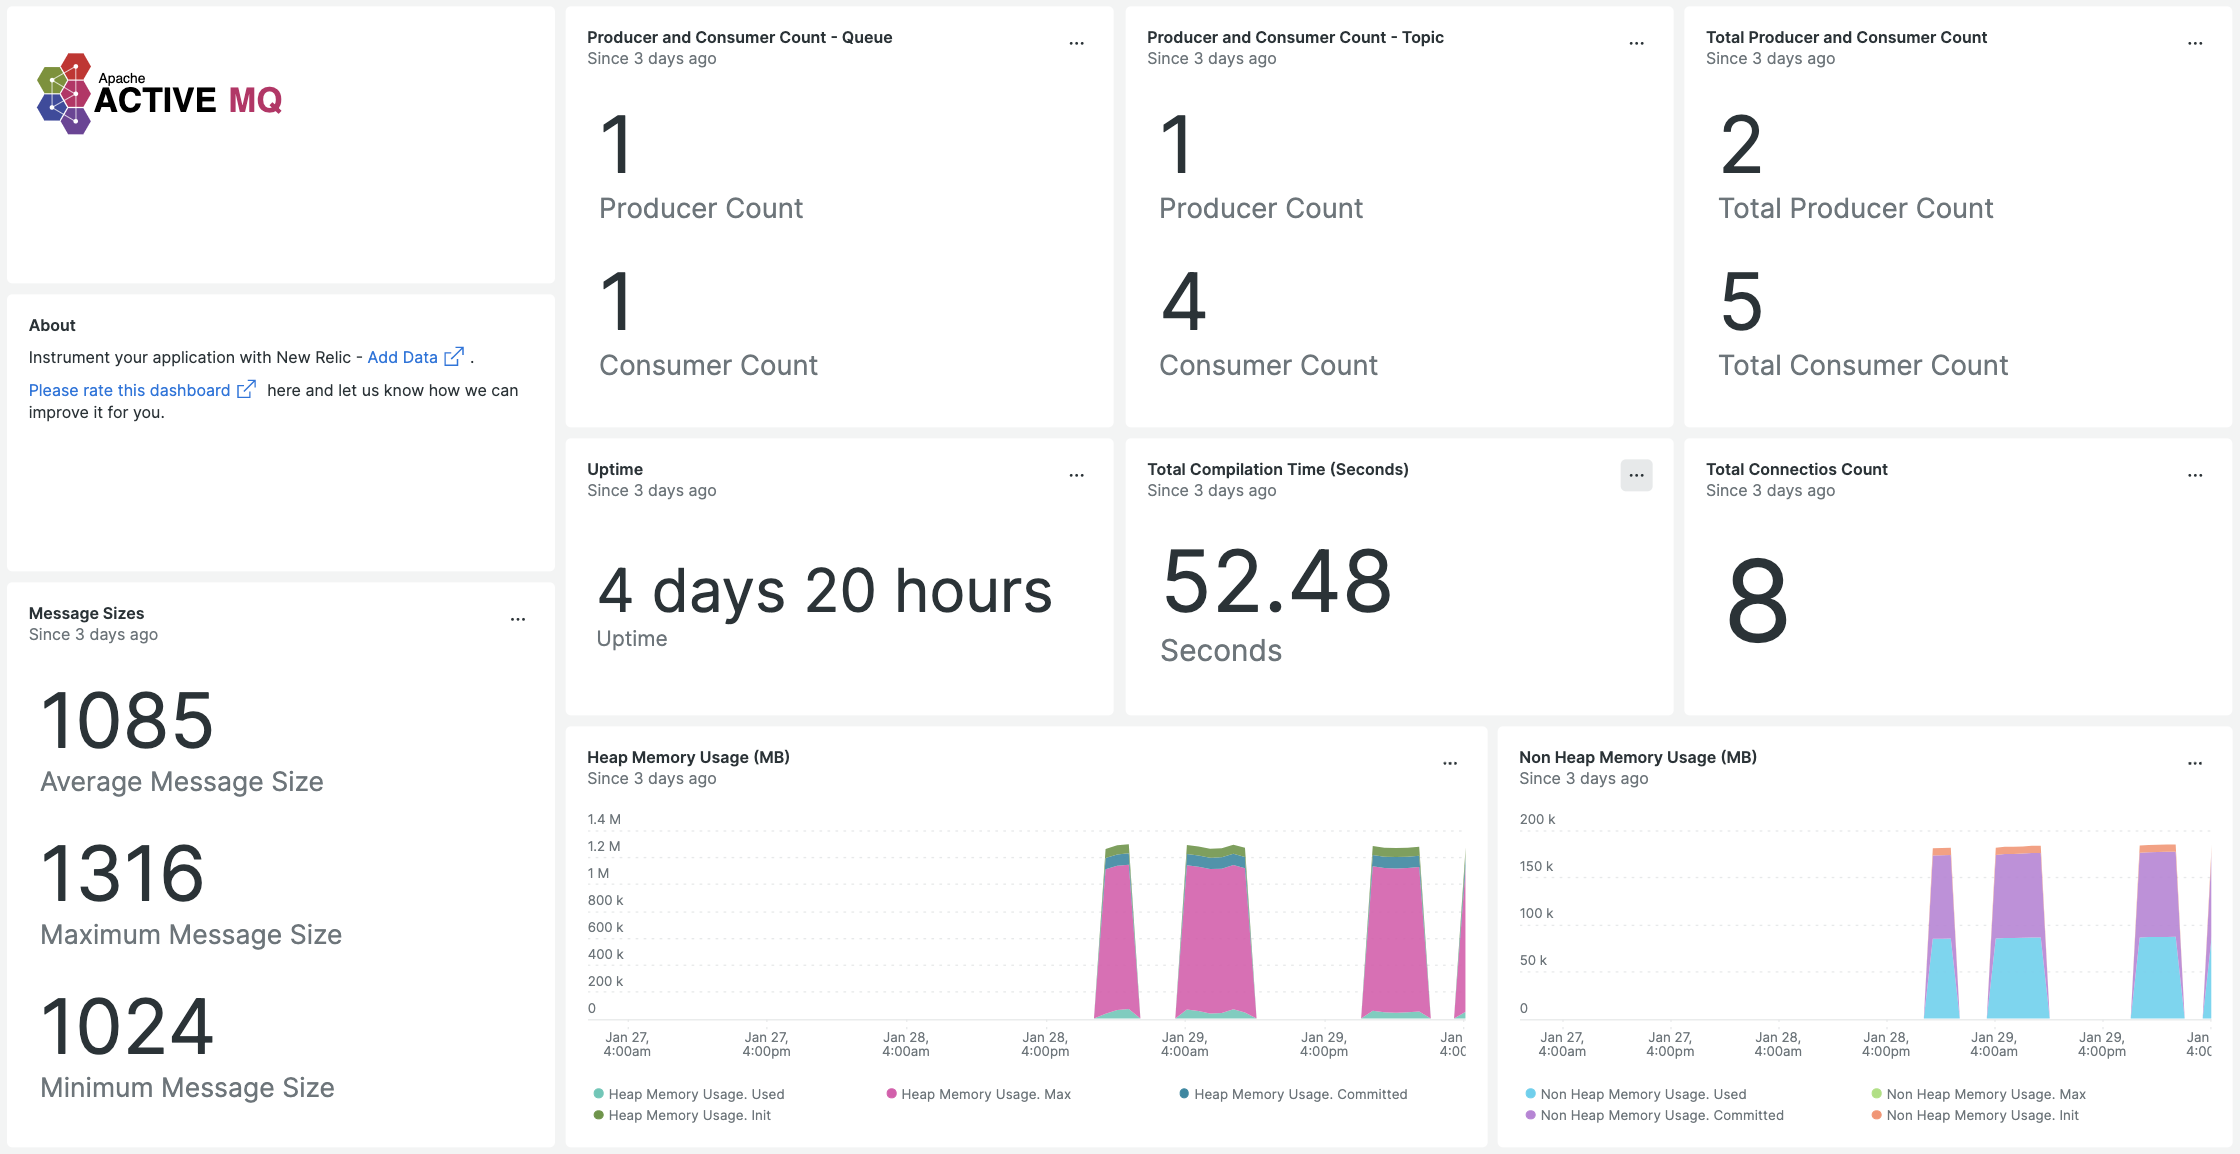 Apache
ACTIVE MQ
About
Instrument your application with New Relic - Add Data .
Please rate this dashboard here and let us know how we can
improve it for you.
Message Sizes
Since 3 days ago
...
1085
Average Message Size
1316
Maximum Message Size
1024
Minimum Message Size
Producer and Consumer Count - Queue
Since 3 days ago
...
1
Producer Count
1
Consumer Count
Producer and Consumer Count - Topic
Since 3 days ago
...
1
Producer Count
4
Consumer Count
Total Producer and Consumer Count
Since 3 days ago
...
2
Total Producer Count
5
Total Consumer Count
Uptime
Since 3 days ago
...
4 days 20 hours
Uptime
Total Compilation Time (Seconds)
Since 3 days ago
...
52.48
Seconds
Total Connectios Count
Since 3 days ago
...
8
Heap Memory Usage (MB)
Since 3 days ago
...
1.4 M
1.2 M
1 M
800 k
600 k
400 k
200 k
0
Jan 27, Jan 27, Jan 28, Jan 28, Jan 29, Jan 29, Jan
4:00am 4:00pm 4:00am 4:00pm 4:00am 4:00pm 4:0
Heap Memory Usage. Used Heap Memory Usage. Max Heap Memory Usage. Committed
Heap Memory Usage. Init
Non Heap Memory Usage (MB)
Since 3 days ago
...
200 k
150 k
100 k
50 k
0
Jan 27, Jan 27, Jan 28, Jan 28, Jan 29, Jan 29, Jan
4:00am 4:00pm 4:00am 4:00pm 4:00am 4:00pm 4:0
Non Heap Memory Usage. Used Non Heap Memory Usage. Max
Non Heap Memory Usage. Committed Non Heap Memory Usage. Init